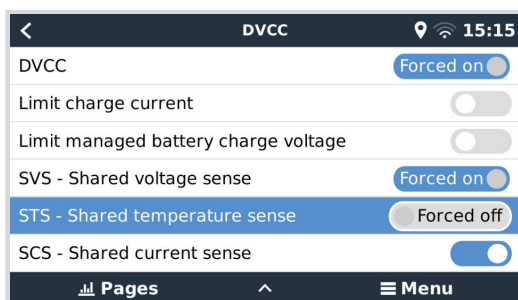 DVCC 15:15
DVCC Forced on
Limit charge current
Limit managed battery charge voltage
SVS - Shared voltage sense Forced on
STS - Shared temperature sense Forced off
SCS - Shared current sense
Pages Menu